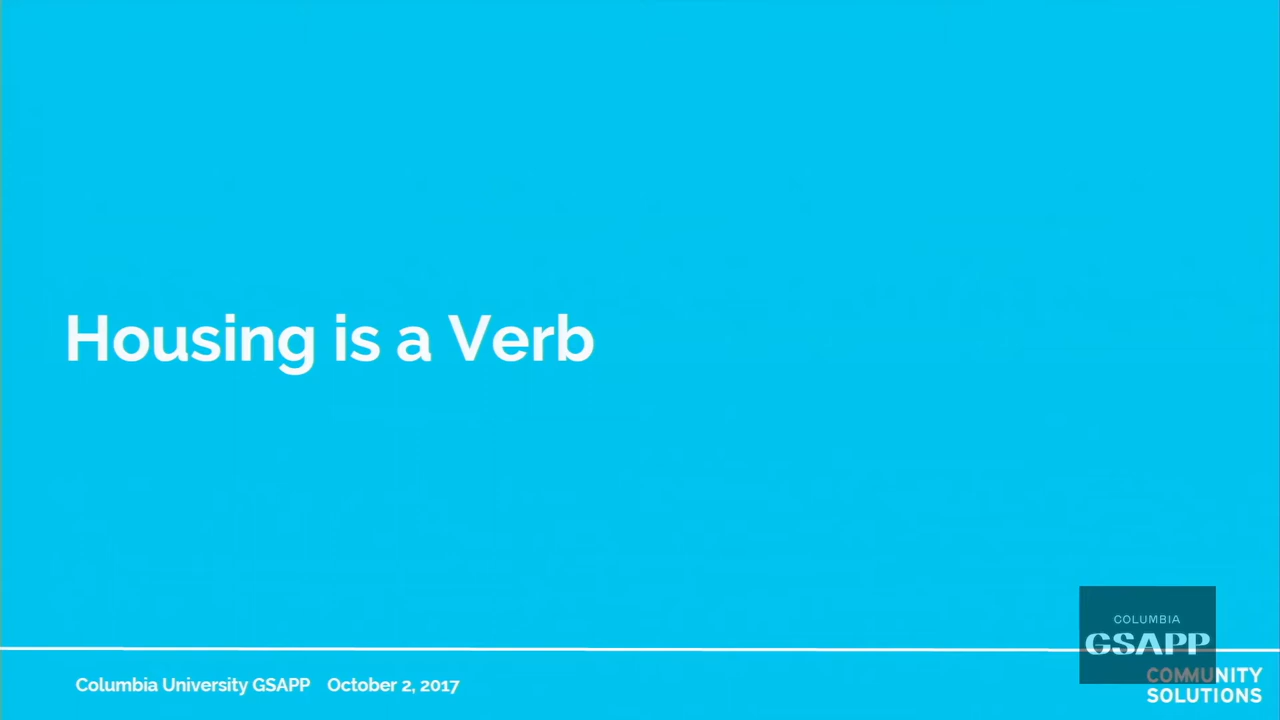 Housing is a Verb
COLUMBIA
GSAPP
Columbia University GSAPP October 2, 2017
COMMUNITY
SOLUTIONS